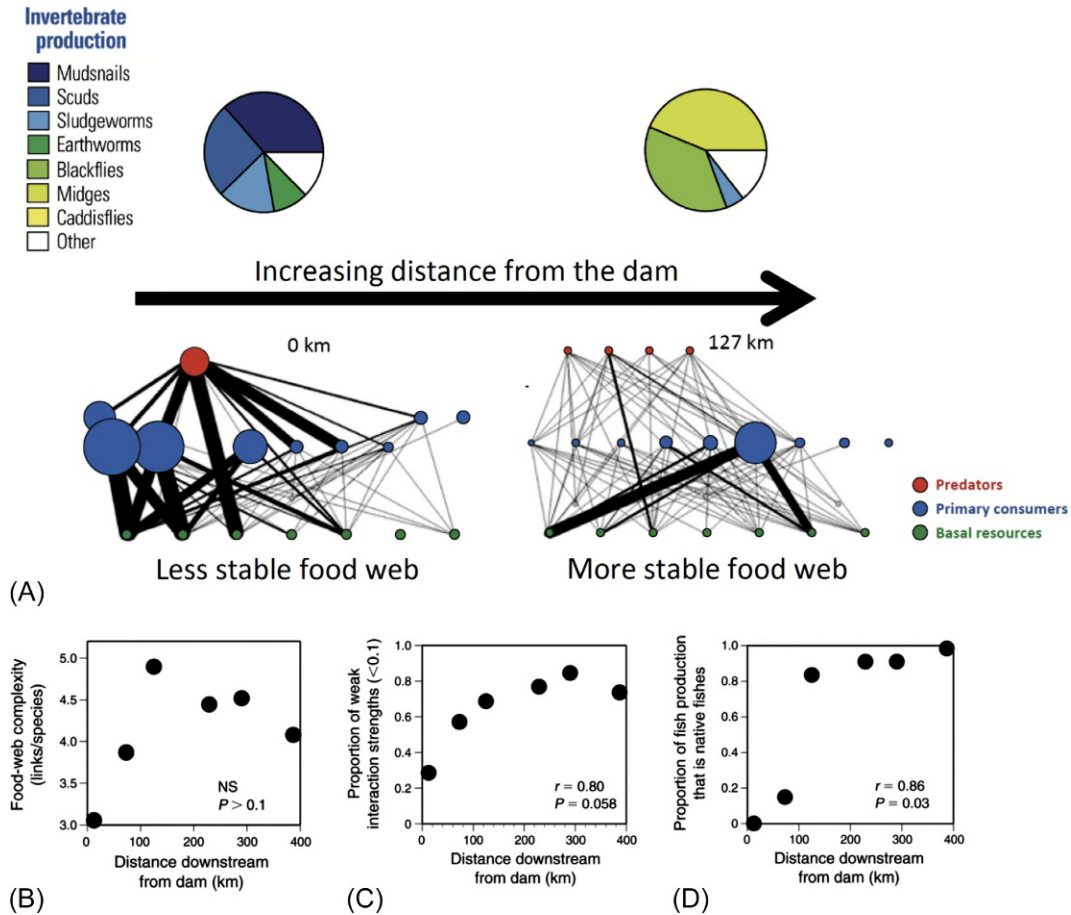 Invertebrate
production
Mudsnails
Scuds
Sludgeworms
Earthworms
Blackflies
Midges
Caddisflies
Other
Increasing distance from the dam
0 km
127 km
Predators
Primary consumers
Basal resources
Less stable food web
More stable food web
(A)
Food-web complexity
(links/species)
5.0
4.5
4.0
3.5
3.0
NS
P > 0.1
0
100
200
300
400
Distance downstream
from dam (km)
(B)
Proportion of weak
interaction strengths (<0.1)
1.0
0.8
0.6
0.4
0.2
0
r = 0.80
P = 0.058
0
100
200
300
400
Distance downstream
from dam (km)
(C)
Proportion of fish production
that is native fishes
1.0
0.8
0.6
0.4
0.2
0
r = 0.86
P = 0.03
0
100
200
300
400
Distance downstream
from dam (km)
(D)